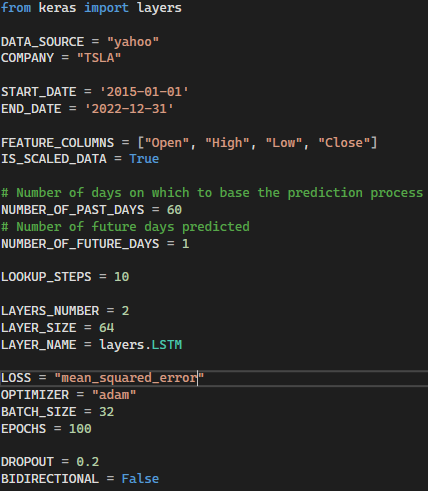 from keras import layers
DATA_SOURCE = "yahoo"
COMPANY = "TSLA"
START_DATE = '2015-01-01'
END_DATE = '2022-12-31'
FEATURE_COLUMNS = ["Open", "High", "Low", "Close"]
IS_SCALED_DATA = True
# Number of days on which to base the prediction process
NUMBER_OF_PAST_DAYS = 60
# Number of future days predicted
NUMBER_OF_FUTURE_DAYS = 1
LOOKUP_STEPS = 10
LAYERS_NUMBER = 2
LAYER_SIZE = 64
LAYER_NAME = layers.LSTM
LOSS = "mean_squared_error"
OPTIMIZER = "adam"
BATCH_SIZE = 32
EPOCHS = 100
DROPOUT = 0.2
BIDIRECTIONAL = False